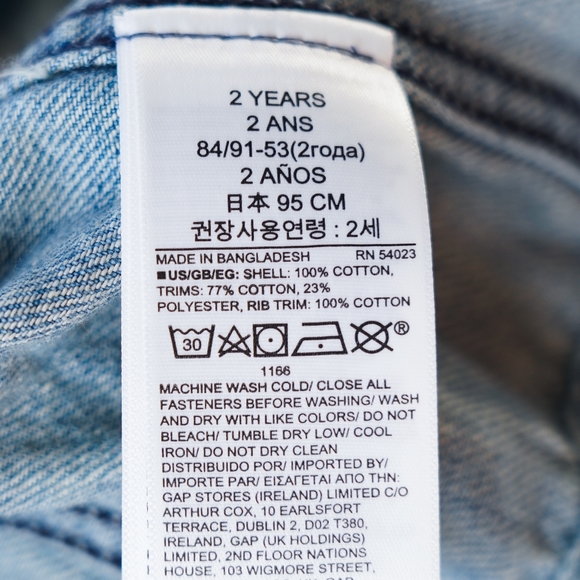 2 YEARS
2 ANS
84/91-53(2года)
2 AÑOS
日本 95 CM
권장사용연령 : 2세
MADE IN BANGLADESH RN 54023
■US/GB/EG: SHELL: 100% COTTON,
TRIMS: 77% COTTON, 23%
POLYESTER, RIB TRIM: 100% COTTON
30 ®
1166
MACHINE WASH COLD/ CLOSE ALL
FASTENERS BEFORE WASHING/ WASH
AND DRY WITH LIKE COLORS/ DO NOT
BLEACH/ TUMBLE DRY LOW/ COOL
IRON/ DO NOT DRY CLEAN
DISTRIBUIDO POR/ IMPORTED BY/
IMPORTE PAR/ ΕΙΣΑΓΕΤΑΙ ΑΠΟ ΤΗΝ:
GAP STORES (IRELAND) LIMITED C/O
ARTHUR COX, 10 EARLSFORT
TERRACE, DUBLIN 2, D02 T380,
IRELAND, GAP (UK HOLDINGS)
LIMITED, 2ND FLOOR NATIONS
HOUSE, 103 WIGMORE STREET,